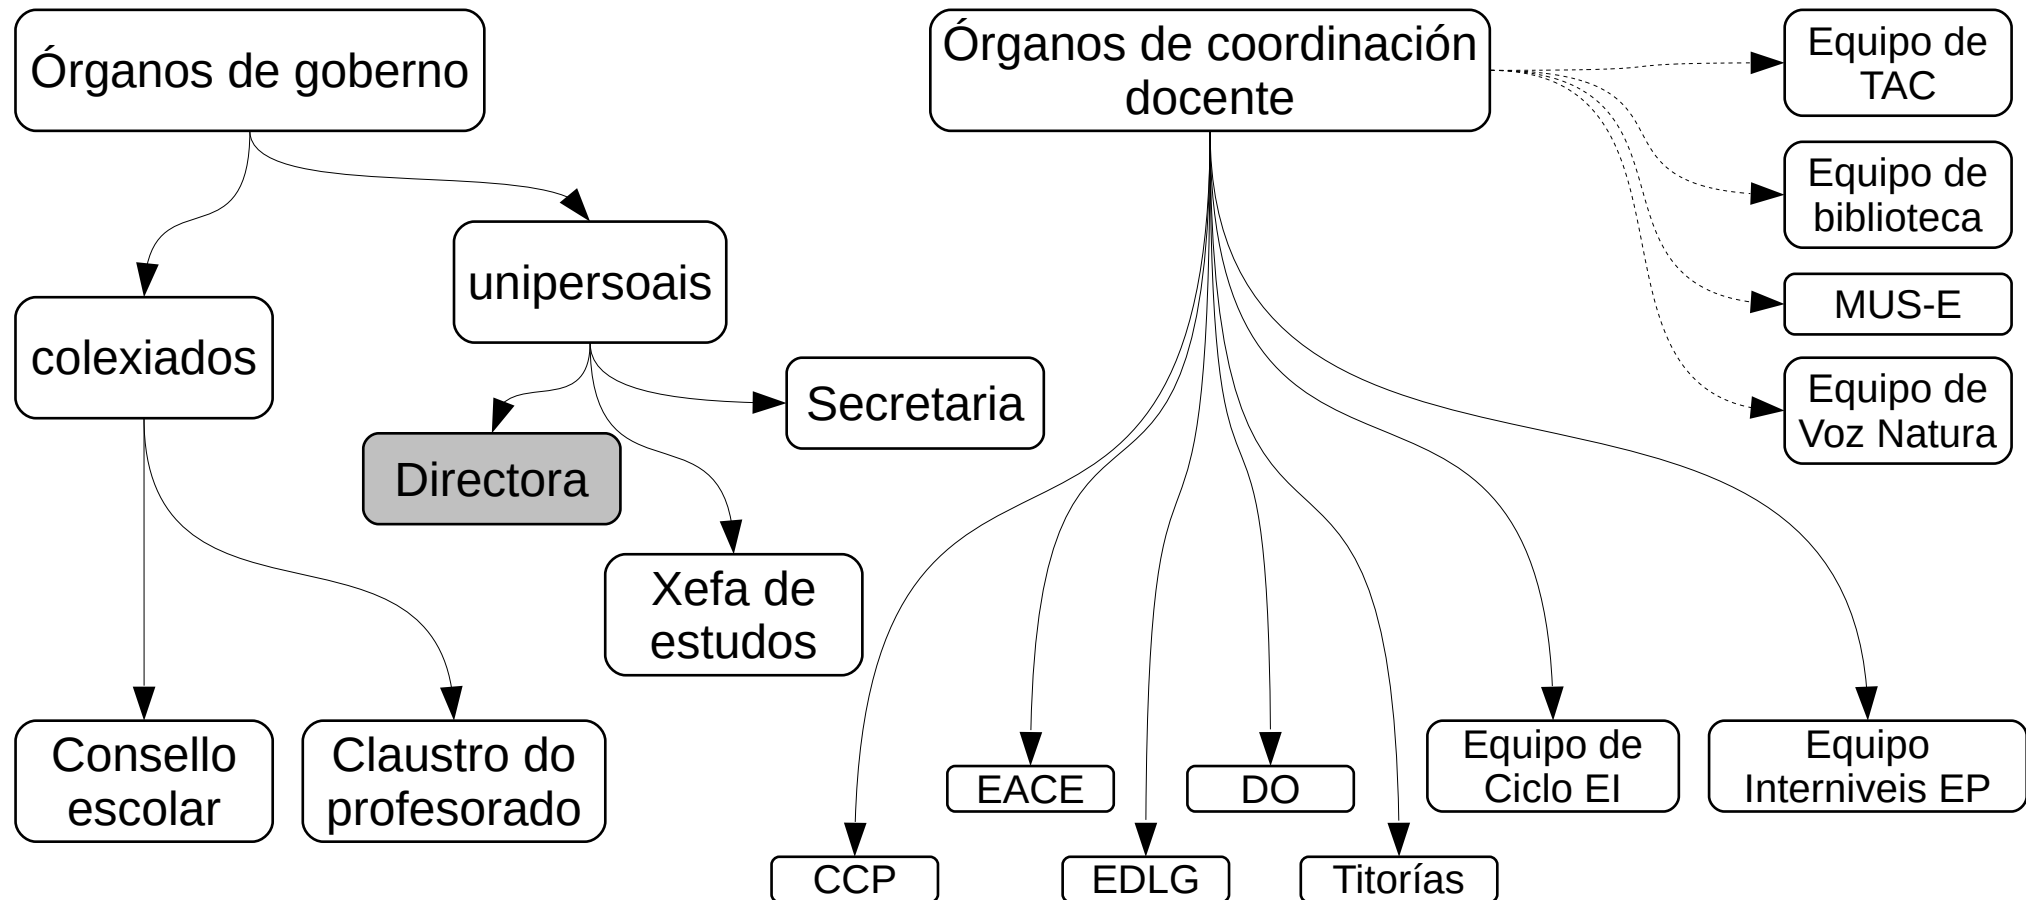 Órganos de goberno
Órganos de coordinación
docente
Equipo de
TAC
Equipo de
biblioteca
MUS-E
Equipo de
Voz Natura
unipersoais
colexiados
Secretaria
Directora
Xefa de
estudos
Consello
escolar
Claustro do
profesorado
EACE
DO
Equipo de
Ciclo EI
Equipo
Interniveis EP
CCP
EDLG
Titorías